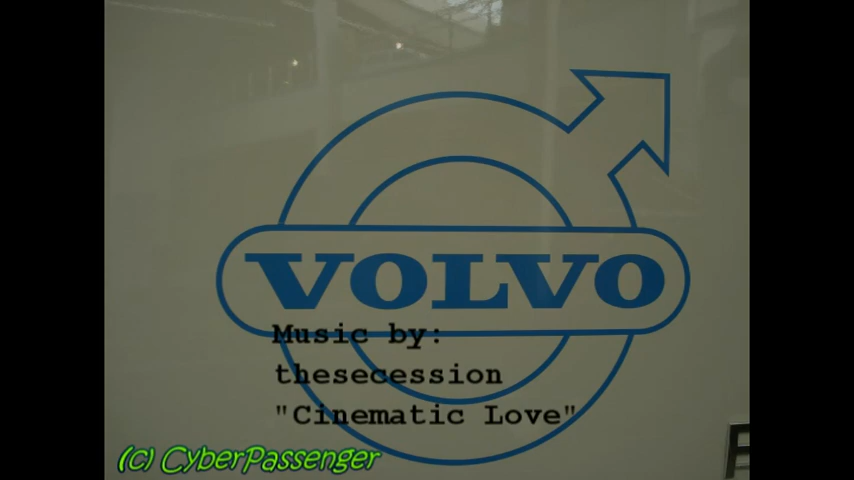 VOLVO
Music by:
thesecession
"Cinematic Love"
(c) CyberPassenger